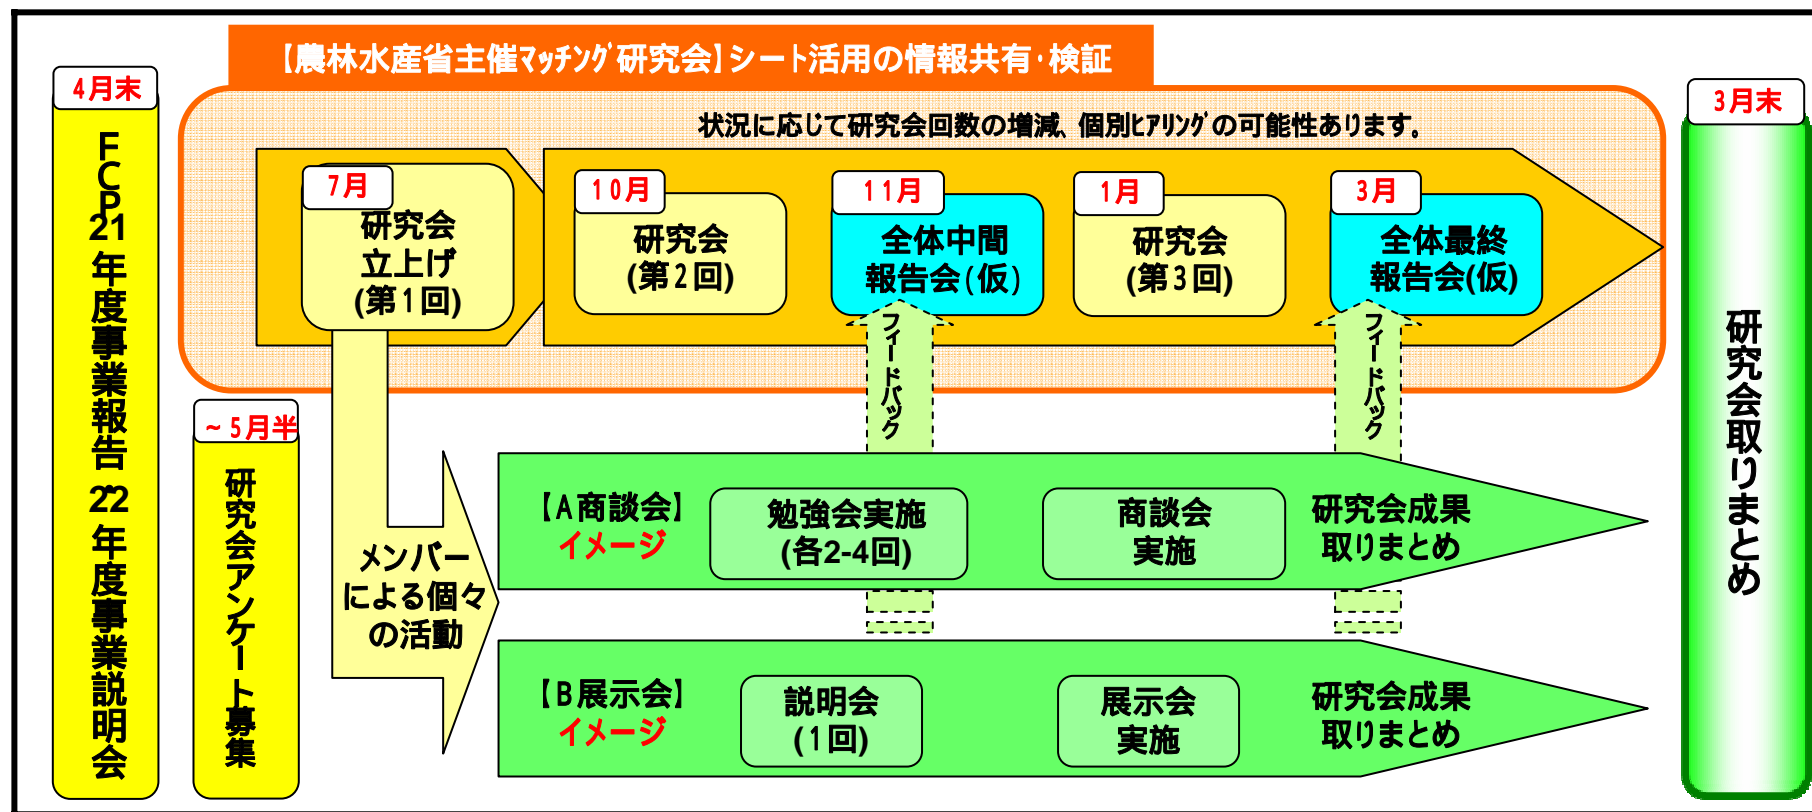 【農林水産省主催マッチング研究会】シート活用の情報共有・検証
4月末
FCP21年度事業報告・22年度事業説明会
~5月半
研究会アンケート募集
状況に応じて研究会回数の増減、個別ヒアリングの可能性あります。
7月
研究会
立上げ
(第1回)
10月
研究会
(第2回)
11月
全体中間
報告会(仮)
1月
研究会
(第3回)
3月
全体最終
報告会(仮)
フィードバック
フィードバック
メンバー
による個々
の活動
【A商談会】
イメージ
勉強会実施
(各2-4回)
商談会
実施
研究会成果
取りまとめ
【B展示会】
イメージ
説明会
(1回)
展示会
実施
研究会成果
取りまとめ
3月末
研究会取りまとめ